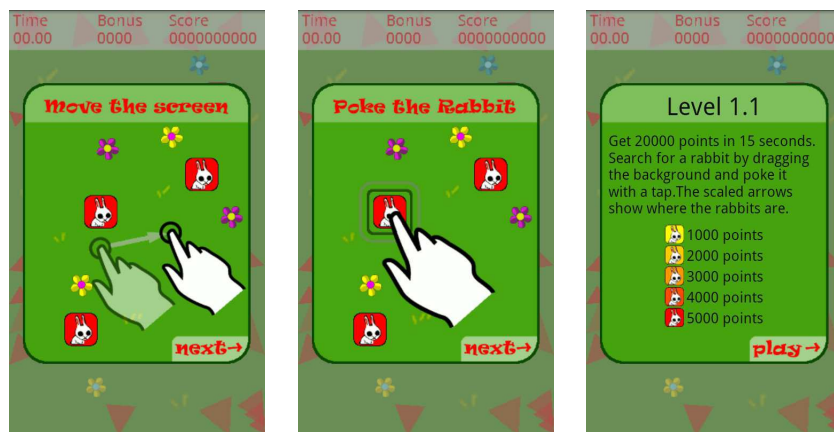 Time Bonus Score
00.00 0000 0000000000
Move the screen
next→
Time Bonus Score
00.00 0000 0000000000
Poke the Rabbit
next→
Time Bonus Score
00.00 0000 0000000000
Level 1.1
Get 20000 points in 15 seconds.
Search for a rabbit by dragging
the background and poke it
with a tap.The scaled arrows
show where the rabbits are.
1000 points
2000 points
3000 points
4000 points
5000 points
play→